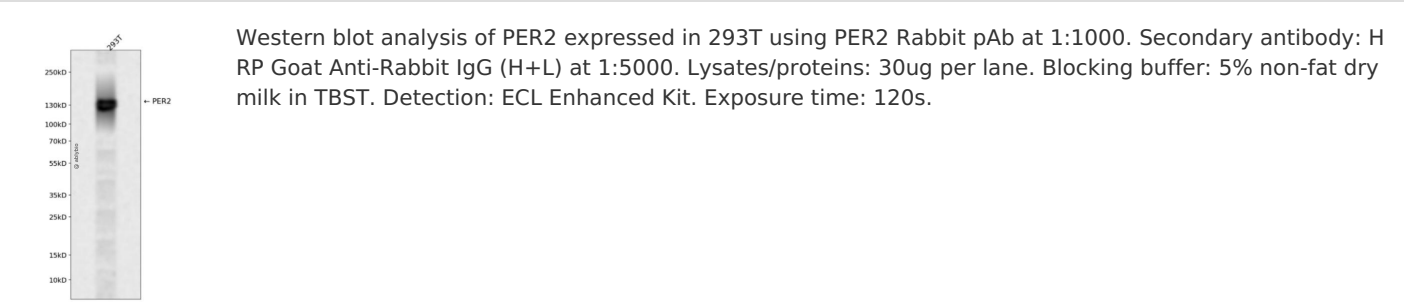 293T
Western blot analysis of PER2 expressed in 293T using PER2 Rabbit pAb at 1:1000. Secondary antibody: H
RP Goat Anti-Rabbit IgG (H+L) at 1:5000. Lysates/proteins: 30ug per lane. Blocking buffer: 5% non-fat dry
milk in TBST. Detection: ECL Enhanced Kit. Exposure time: 120s.
250kD
130kD
← PER2
100kD
70kD
55kD
@ ablybio
35kD
25kD
15kD
10kD